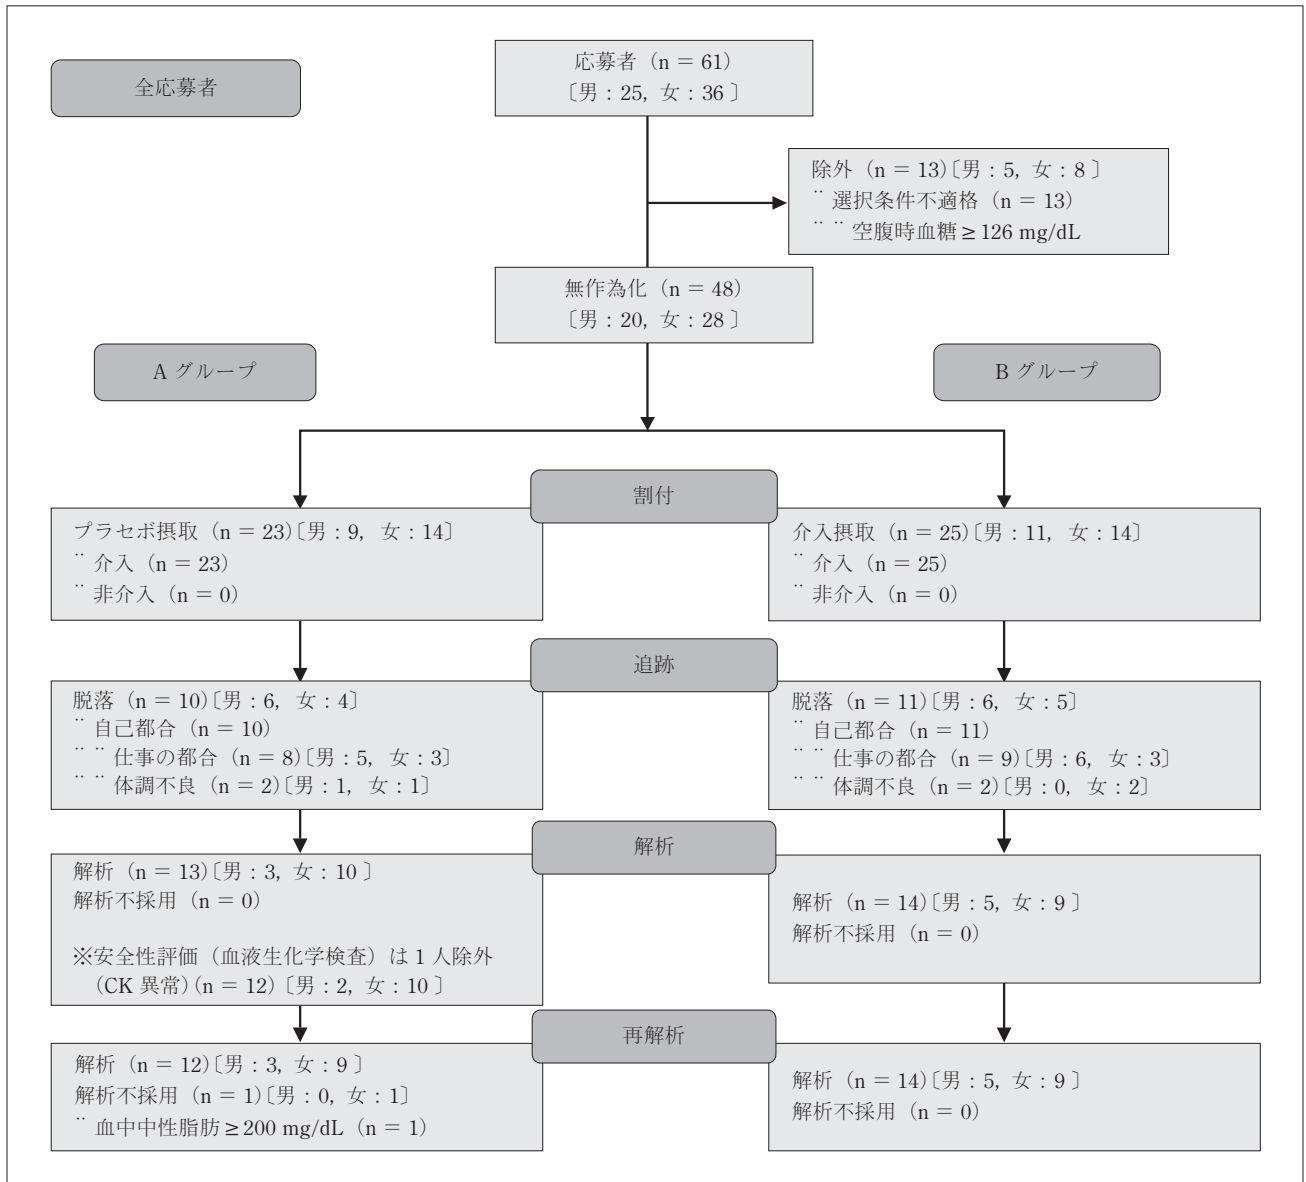 全応募者
応募者（n = 61）
〔男：25, 女：36〕
除外（n = 13）〔男：5, 女：8〕
¨ 選択条件不適格（n = 13）
¨ ¨ 空腹時血糖≥126 mg/dL
無作為化（n = 48）
〔男：20, 女：28〕
A グループ
B グループ
割付
プラセボ摂取（n = 23）〔男：9, 女：14〕
¨ 介入（n = 23）
¨ 非介入（n = 0）
介入摂取（n = 25）〔男：11, 女：14〕
¨ 介入（n = 25）
¨ 非介入（n = 0）
追跡
脱落（n = 10）〔男：6, 女：4〕
¨ 自己都合（n = 10）
¨ ¨ 仕事の都合（n = 8）〔男：5, 女：3〕
¨ ¨ 体調不良（n = 2）〔男：1, 女：1〕
脱落（n = 11）〔男：6, 女：5〕
¨ 自己都合（n = 11）
¨ ¨ 仕事の都合（n = 9）〔男：6, 女：3〕
¨ ¨ 体調不良（n = 2）〔男：0, 女：2〕
解析
解析（n = 13）〔男：3, 女：10〕
解析不採用（n = 0）
※安全性評価（血液生化学検査）は 1 人除外
（CK 異常）（n = 12）〔男：2, 女：10〕
解析（n = 14）〔男：5, 女：9〕
解析不採用（n = 0）
再解析
解析（n = 12）〔男：3, 女：9〕
解析不採用（n = 1）〔男：0, 女：1〕
¨ 血中中性脂肪≥200 mg/dL（n = 1）
解析（n = 14）〔男：5, 女：9〕
解析不採用（n = 0）